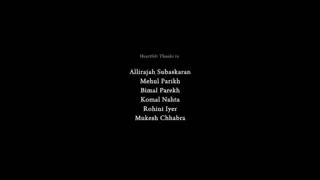 Heartfelt Thanks to
Allirajah Subaskaran
Mehul Parikh
Bimal Parekh
Komal Nahta
Rohini Iyer
Mukesh Chhabra